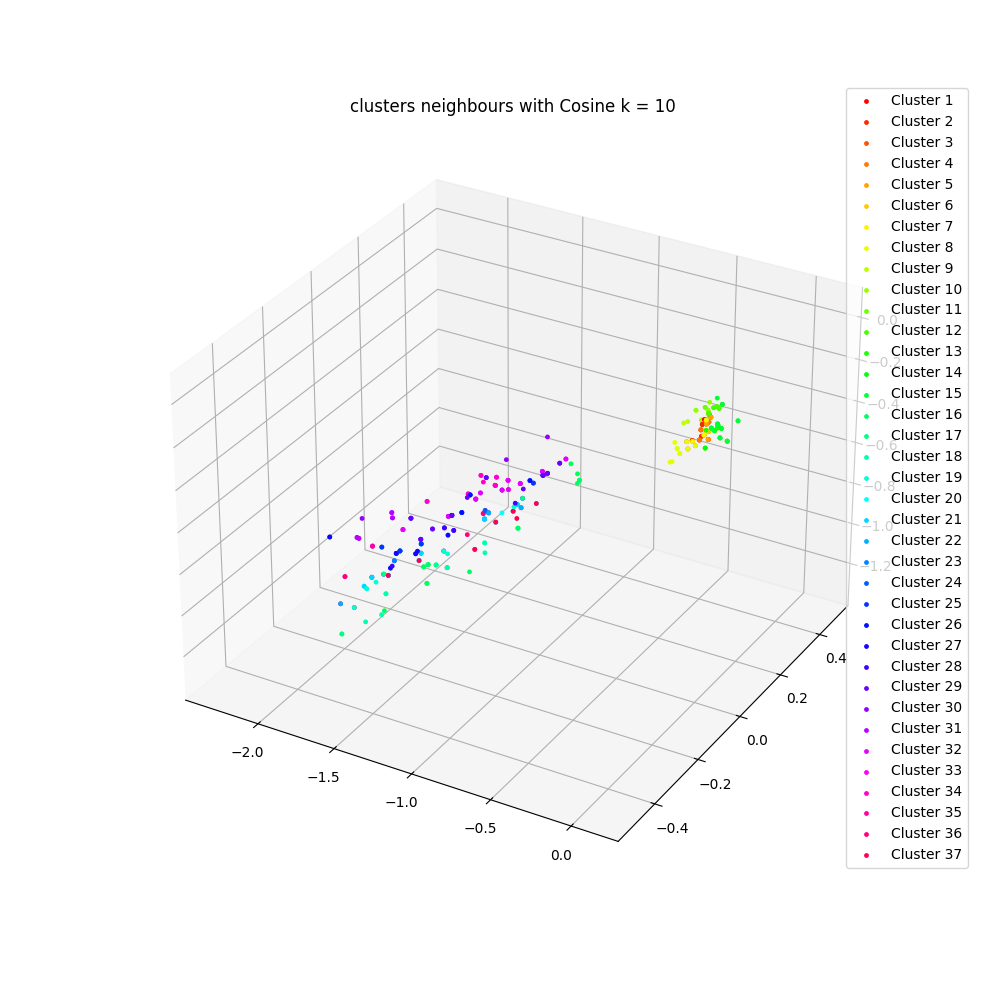 clusters neighbours with Cosine k = 10
Cluster 1
Cluster 2
Cluster 3
Cluster 4
Cluster 5
Cluster 6
Cluster 7
Cluster 8
Cluster 9
Cluster 10
Cluster 11
Cluster 12
Cluster 13
Cluster 14
Cluster 15
Cluster 16
Cluster 17
Cluster 18
Cluster 19
Cluster 20
Cluster 21
Cluster 22
Cluster 23
Cluster 24
Cluster 25
Cluster 26
Cluster 27
Cluster 28
Cluster 29
Cluster 30
Cluster 31
Cluster 32
Cluster 33
Cluster 34
Cluster 35
Cluster 36
Cluster 37
0.0
−0.2
−0.4
−0.6
−0.8
−1.0
−1.2
0.4
0.2
0.0
−0.2
−0.4
−2.0
−1.5
−1.0
−0.5
0.0